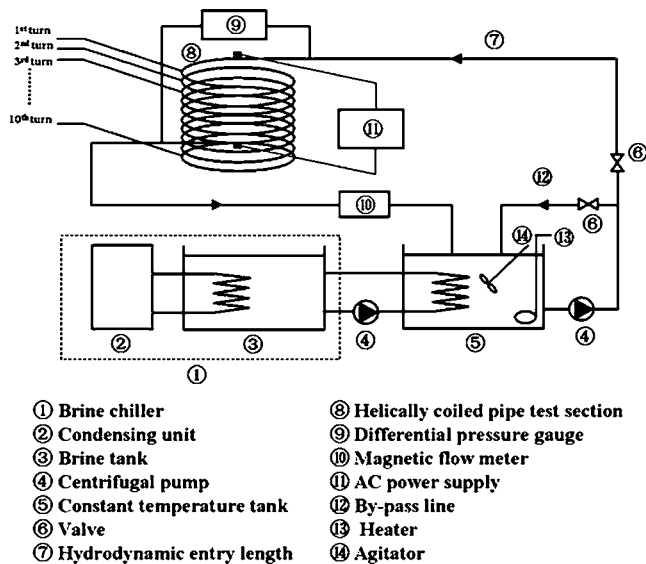 ⑨
1st turn
⑧
⑦
2nd turn
3rd turn
⑪
10th turn
⑥
⑫
⑩
⑥
⑭ ⑬
② ③ ④ ⑤ ④
①
① Brine chiller
② Condensing unit
③ Brine tank
④ Centrifugal pump
⑤ Constant temperature tank
⑥ Valve
⑦ Hydrodynamic entry length
⑧ Helically coiled pipe test section
⑨ Differential pressure gauge
⑩ Magnetic flow meter
⑪ AC power supply
⑫ By-pass line
⑬ Heater
⑭ Agitator